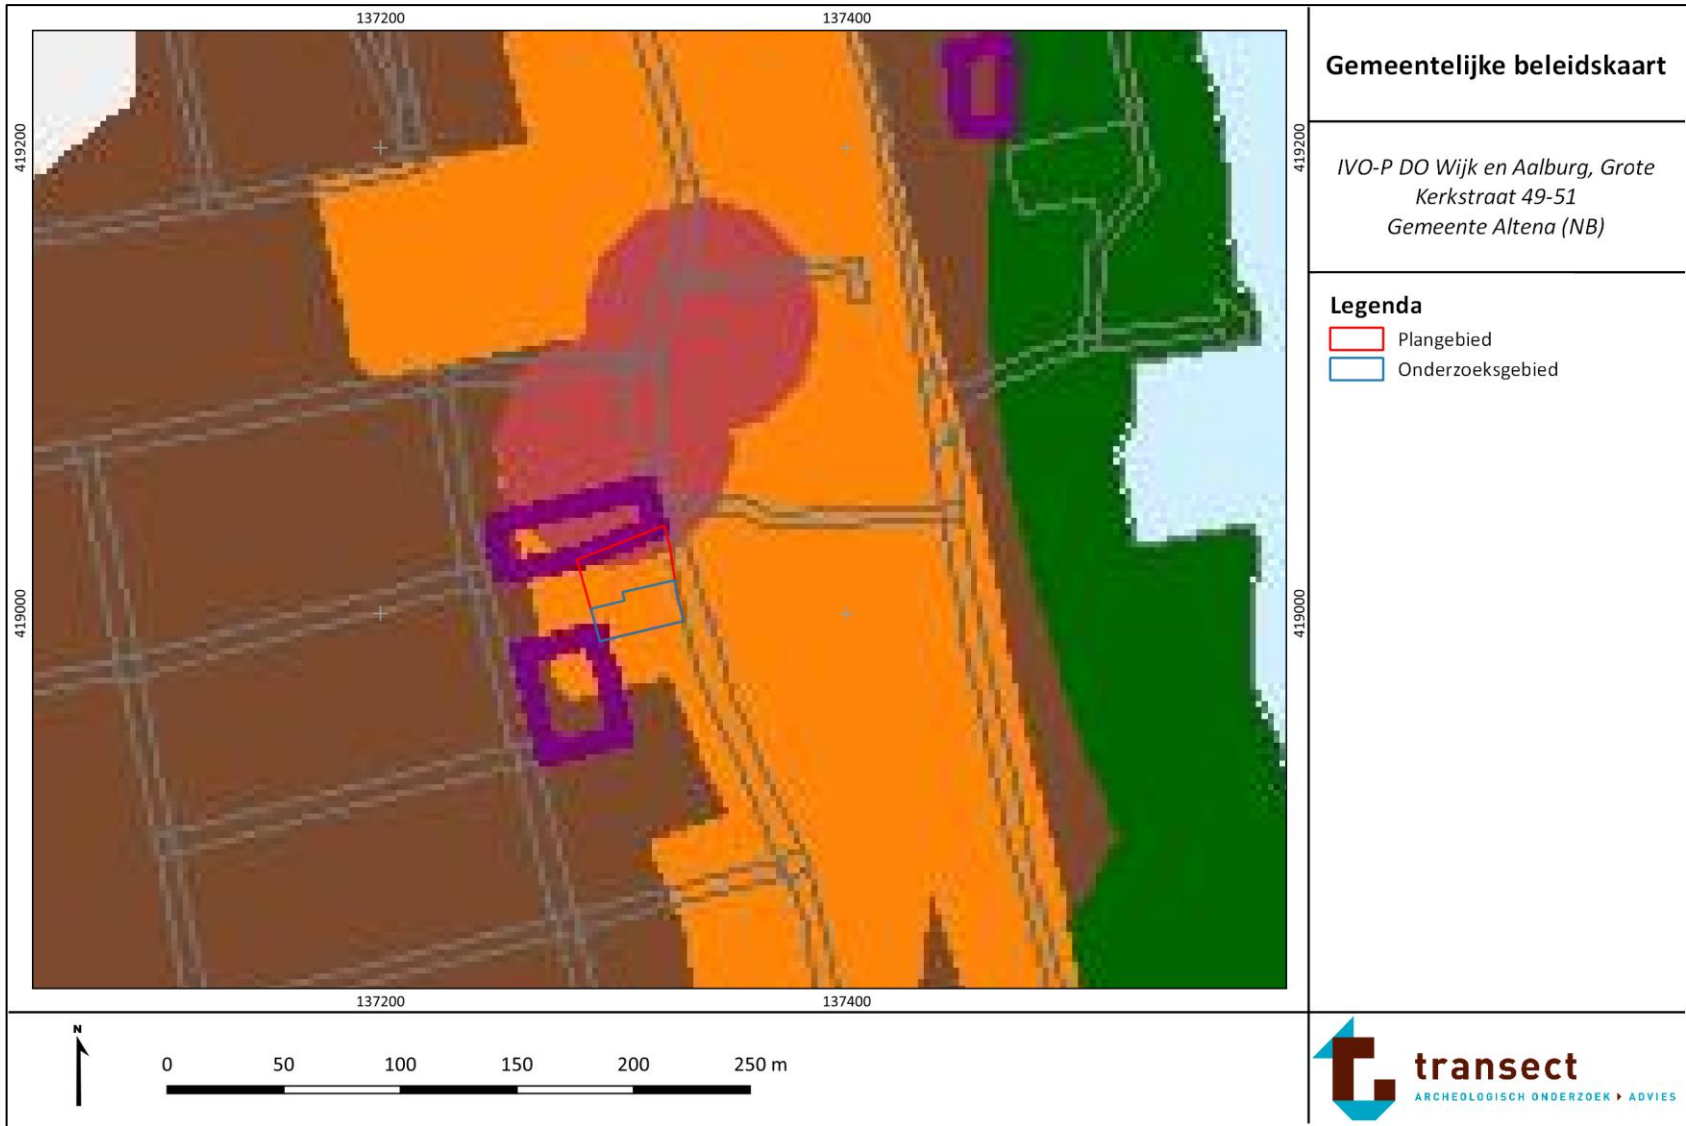 137200
137400
419200
419200
419000
419000
137200
137400
Gemeentelijke beleidskaart
IVO-P DO Wijk en Aalburg, Grote
Kerkstraat 49-51
Gemeente Altena (NB)
Legenda
Plangebied
Onderzoeksgebied
N
0 50 100 150 200 250 m
transect
ARCHEOLOGISCH ONDERZOEK ▸ ADVIES